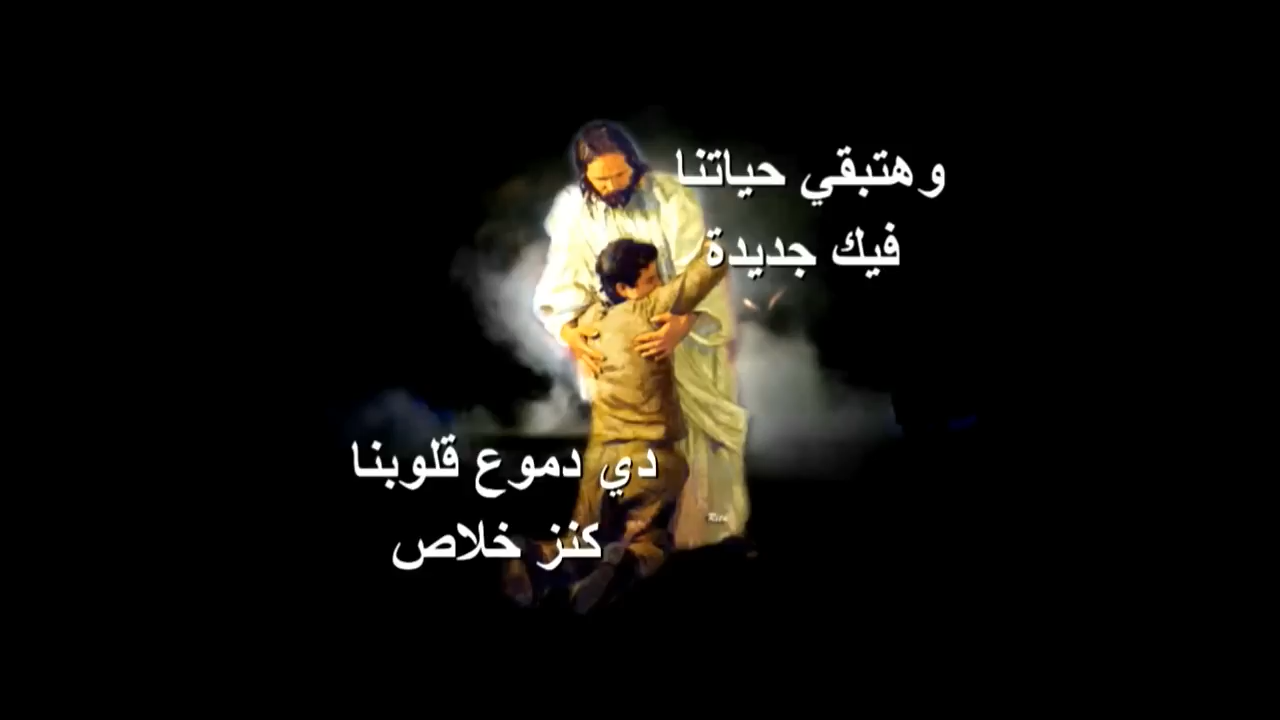 وهتبقي حياتنا
فيك جديدة
دي دموع قلوبنا
كنز خلاص